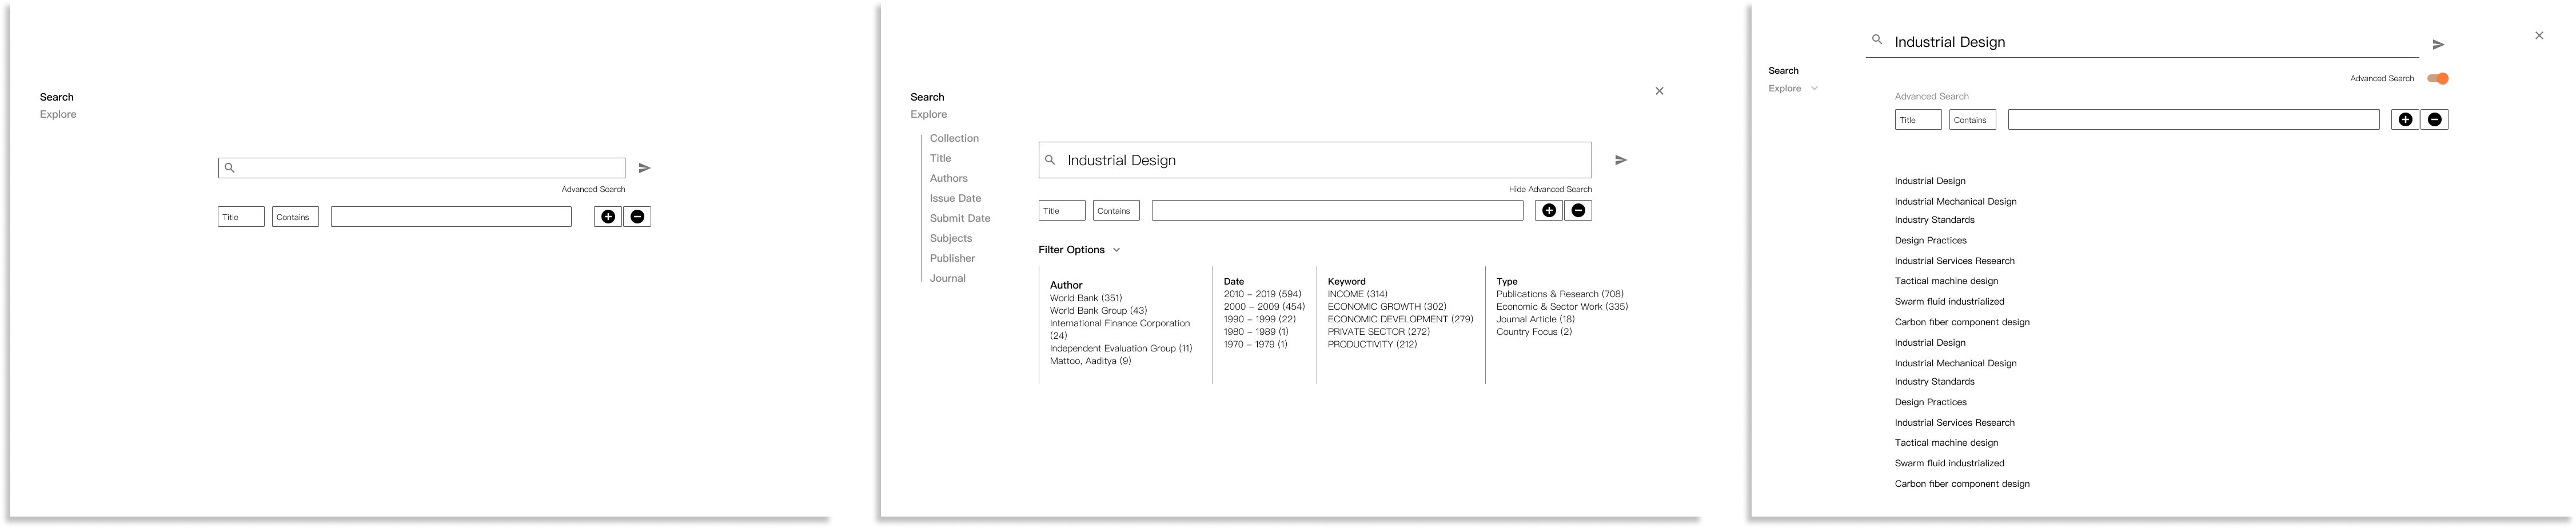 Search
Explore
Advanced Search
Title
Contains
Search
Explore
Collection
Title
Authors
Issue Date
Submit Date
Subjects
Publisher
Journal
Industrial Design
Hide Advanced Search
Title
Contains
Filter Options
Author
World Bank (351)
World Bank Group (43)
International Finance Corporation
(24)
Independent Evaluation Group (11)
Mattoo, Aaditya (9)
Date
2010 – 2019 (594)
2000 – 2009 (454)
1990 – 1999 (22)
1980 – 1989 (1)
1970 – 1979 (1)
Keyword
INCOME (314)
ECONOMIC GROWTH (302)
ECONOMIC DEVELOPMENT (279)
PRIVATE SECTOR (272)
PRODUCTIVITY (212)
Type
Publications & Research (708)
Economic & Sector Work (335)
Journal Article (18)
Country Focus (2)
Industrial Design
Search
Explore
Advanced Search
Advanced Search
Title
Contains
Industrial Design
Industrial Mechanical Design
Industry Standards
Design Practices
Industrial Services Research
Tactical machine design
Swarm fluid industrialized
Carbon fiber component design
Industrial Design
Industrial Mechanical Design
Industry Standards
Design Practices
Industrial Services Research
Tactical machine design
Swarm fluid industrialized
Carbon fiber component design